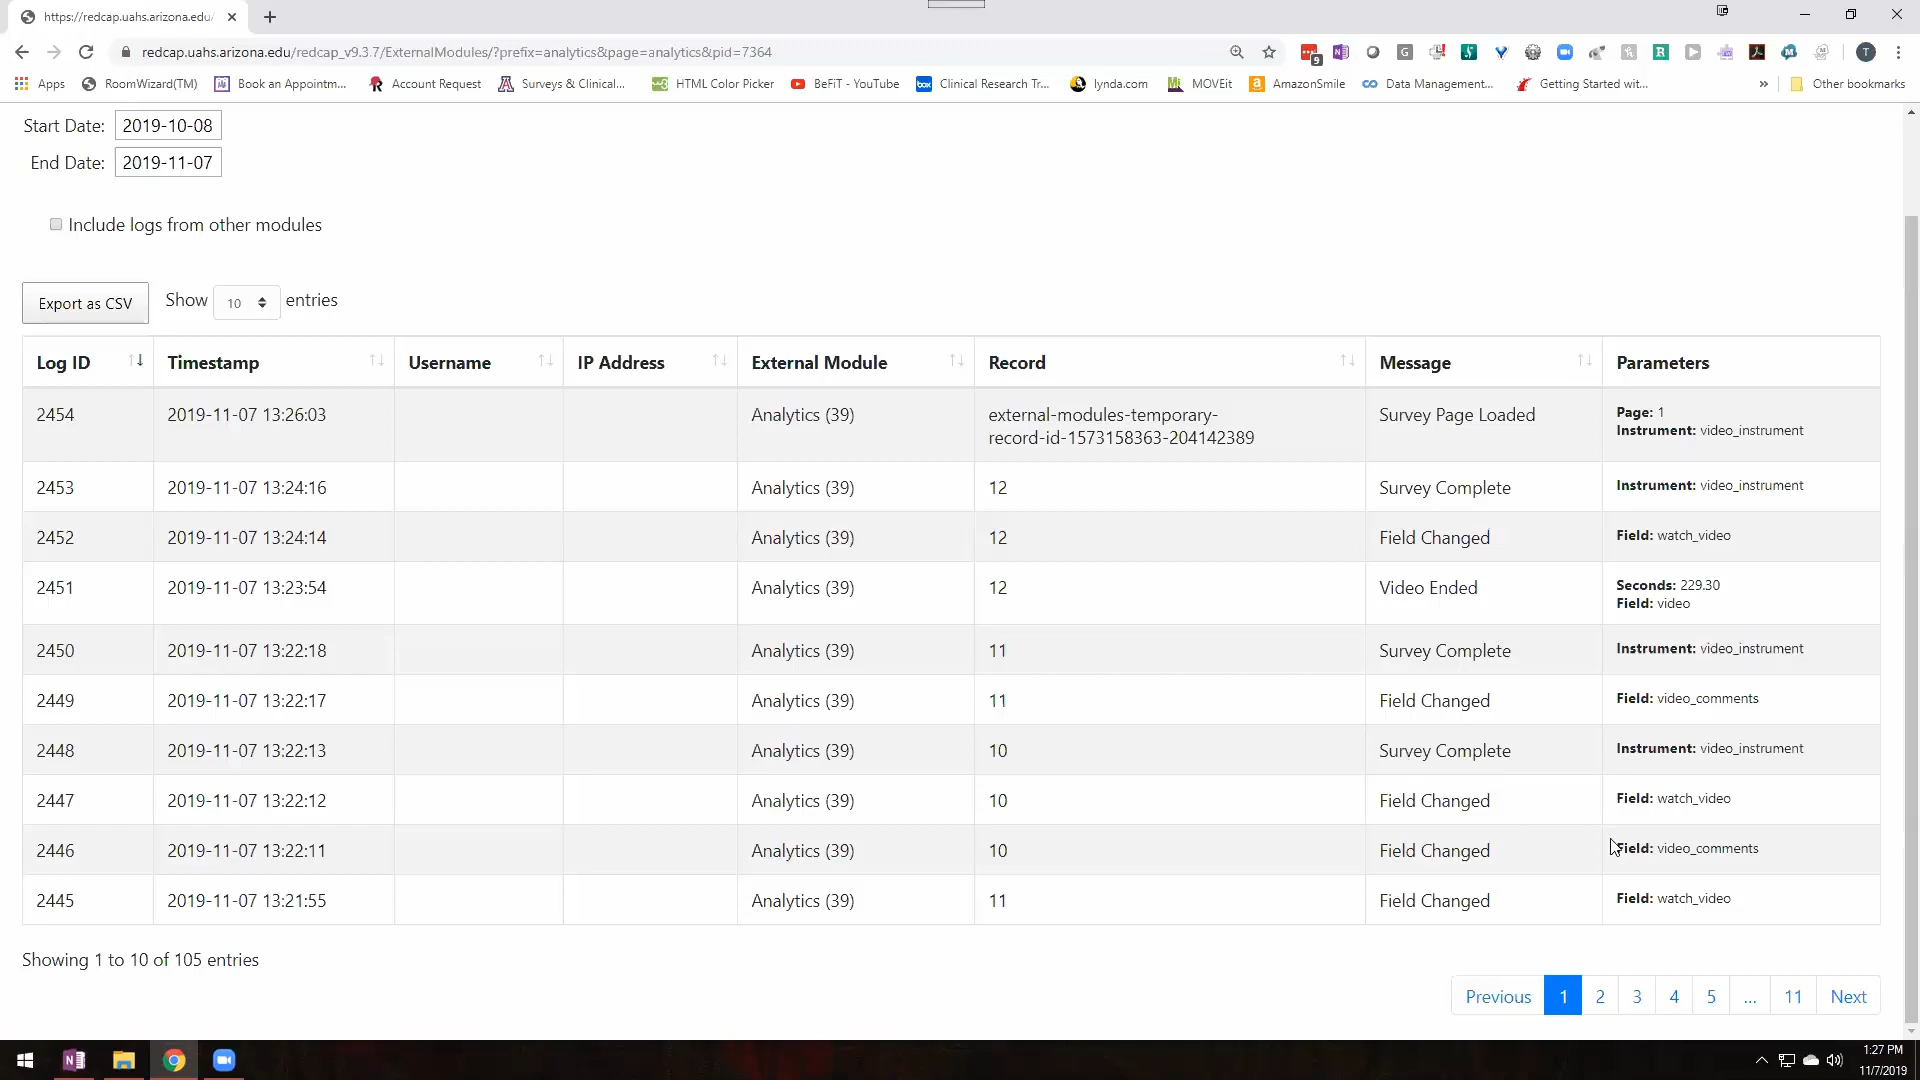 https://redcap.uahs.arizona.edu/
redcap.uahs.arizona.edu/redcap_v9.3.7/ExternalModules/?prefix=analytics&page=analytics&pid=7364
9
T
Apps
RoomWizard(TM)
Book an Appointm...
Account Request
Surveys & Clinical...
HTML Color Picker
BeFiT - YouTube
box
Clinical Research Tr...
lynda.com
MOVEit
AmazonSmile
Data Management...
Getting Started wit...
»
Other bookmarks
Start Date: 2019-10-08
End Date: 2019-11-07
Include logs from other modules
Export as CSV Show 10 entries
Log ID Timestamp Username IP Address External Module Record Message Parameters
2454 2019-11-07 13:26:03 Analytics (39) external-modules-temporary-
record-id-1573158363-204142389 Survey Page Loaded Page: 1
Instrument: video_instrument
2453 2019-11-07 13:24:16 Analytics (39) 12 Survey Complete Instrument: video_instrument
2452 2019-11-07 13:24:14 Analytics (39) 12 Field Changed Field: watch_video
2451 2019-11-07 13:23:54 Analytics (39) 12 Video Ended Seconds: 229.30
Field: video
2450 2019-11-07 13:22:18 Analytics (39) 11 Survey Complete Instrument: video_instrument
2449 2019-11-07 13:22:17 Analytics (39) 11 Field Changed Field: video_comments
2448 2019-11-07 13:22:13 Analytics (39) 10 Survey Complete Instrument: video_instrument
2447 2019-11-07 13:22:12 Analytics (39) 10 Field Changed Field: watch_video
2446 2019-11-07 13:22:11 Analytics (39) 10 Field Changed Field: video_comments
2445 2019-11-07 13:21:55 Analytics (39) 11 Field Changed Field: watch_video
Showing 1 to 10 of 105 entries
Previous 1 2 3 4 5 ... 11 Next
1:27 PM
11/7/2019